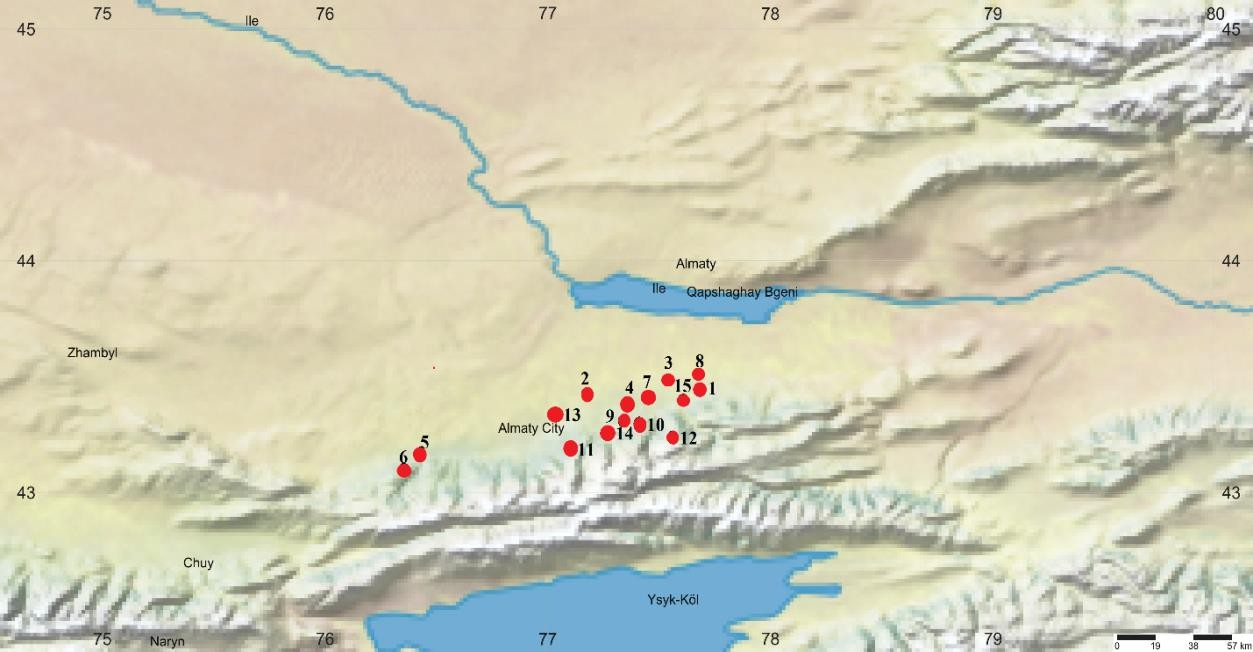 75 76 77 78 79 80
Ile
45 45
44 Almaty 44
Ile Qapshaghay Bgeni
Zhambyl
3 8
2 4 7 15 1
13 9 10
Almaty City 14 12
11
5
6
43 43
Chuy
Ysyk-Köl
75 76 77 78 79
Naryn
0 19 38 57 km